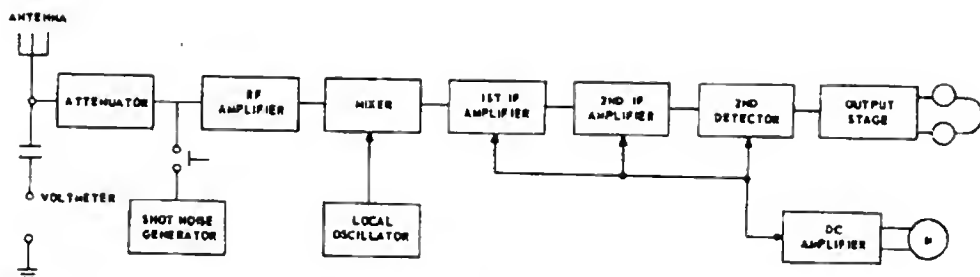 ANTENNA
ATTENUATOR
RF
AMPLIFIER
MIXER
1ST IF
AMPLIFIER
2ND IF
AMPLIFIER
2ND
DETECTOR
OUTPUT
STAGE
VOLTMETER
SHOT NOISE
GENERATOR
LOCAL
OSCILLATOR
DC
AMPLIFIER